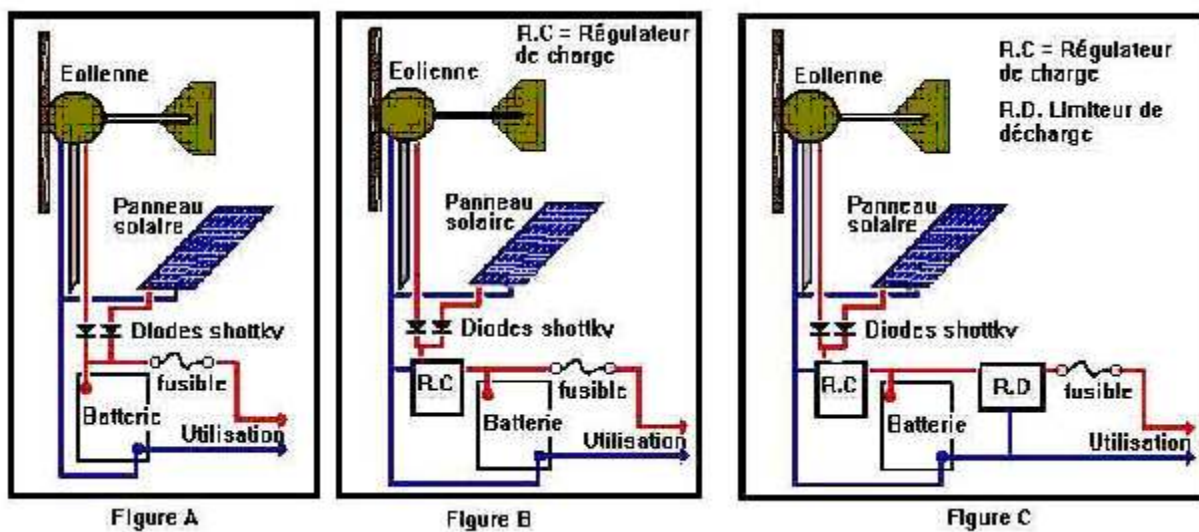 Eolienne
Panneau
solaire
Diodes shottky
fusible
Batterie
Utilisation
Figure A
R.C = Régulateur
de charge
Eolienne
Panneau
solaire
Diodes shottky
R.C
fusible
Batterie
Utilisation
Figure B
R.C = Régulateur
de charge
R.D. Limiteur de
décharge
Eolienne
Panneau
solaire
Diodes shottky
R.C
R.D
fusible
Batterie
Utilisation
Figure C